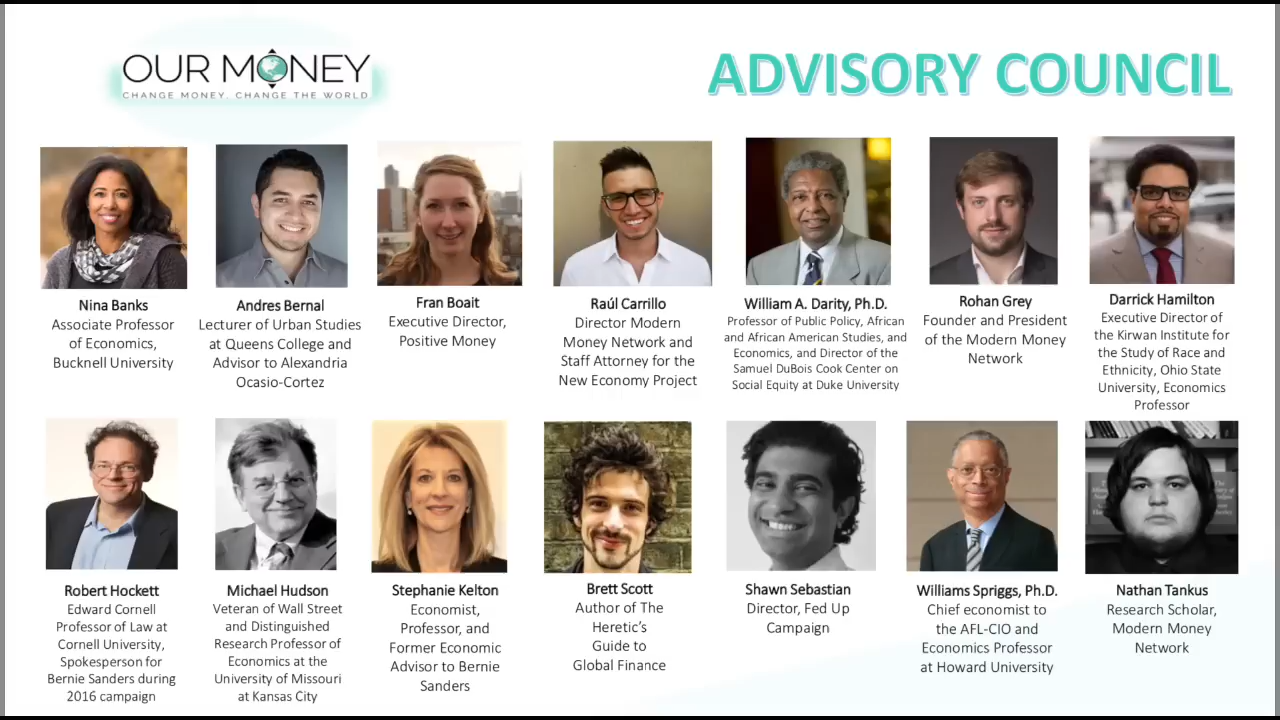 OUR MONEY
CHANGE MONEY. CHANGE THE WORLD
ADVISORY COUNCIL
Nina Banks
Associate Professor
of Economics,
Bucknell University
Andres Bernal
Lecturer of Urban Studies
at Queens College and
Advisor to Alexandria
Ocasio-Cortez
Fran Boait
Executive Director,
Positive Money
Raúl Carrillo
Director Modern
Money Network and
Staff Attorney for the
New Economy Project
William A. Darity, Ph.D.
Professor of Public Policy, African
and African American Studies, and
Economics, and Director of the
Samuel DuBois Cook Center on
Social Equity at Duke University
Rohan Grey
Founder and President
of the Modern Money
Network
Darrick Hamilton
Executive Director of
the Kirwan Institute for
the Study of Race and
Ethnicity, Ohio State
University, Economics
Professor
Robert Hockett
Edward Cornell
Professor of Law at
Cornell University,
Spokesperson for
Bernie Sanders during
2016 campaign
Michael Hudson
Veteran of Wall Street
and Distinguished
Research Professor of
Economics at the
University of Missouri
at Kansas City
Stephanie Kelton
Economist,
Professor, and
Former Economic
Advisor to Bernie
Sanders
Brett Scott
Author of The
Heretic's
Guide to
Global Finance
Shawn Sebastian
Director, Fed Up
Campaign
Williams Spriggs, Ph.D.
Chief economist to
the AFL-CIO and
Economics Professor
at Howard University
Nathan Tankus
Research Scholar,
Modern Money
Network